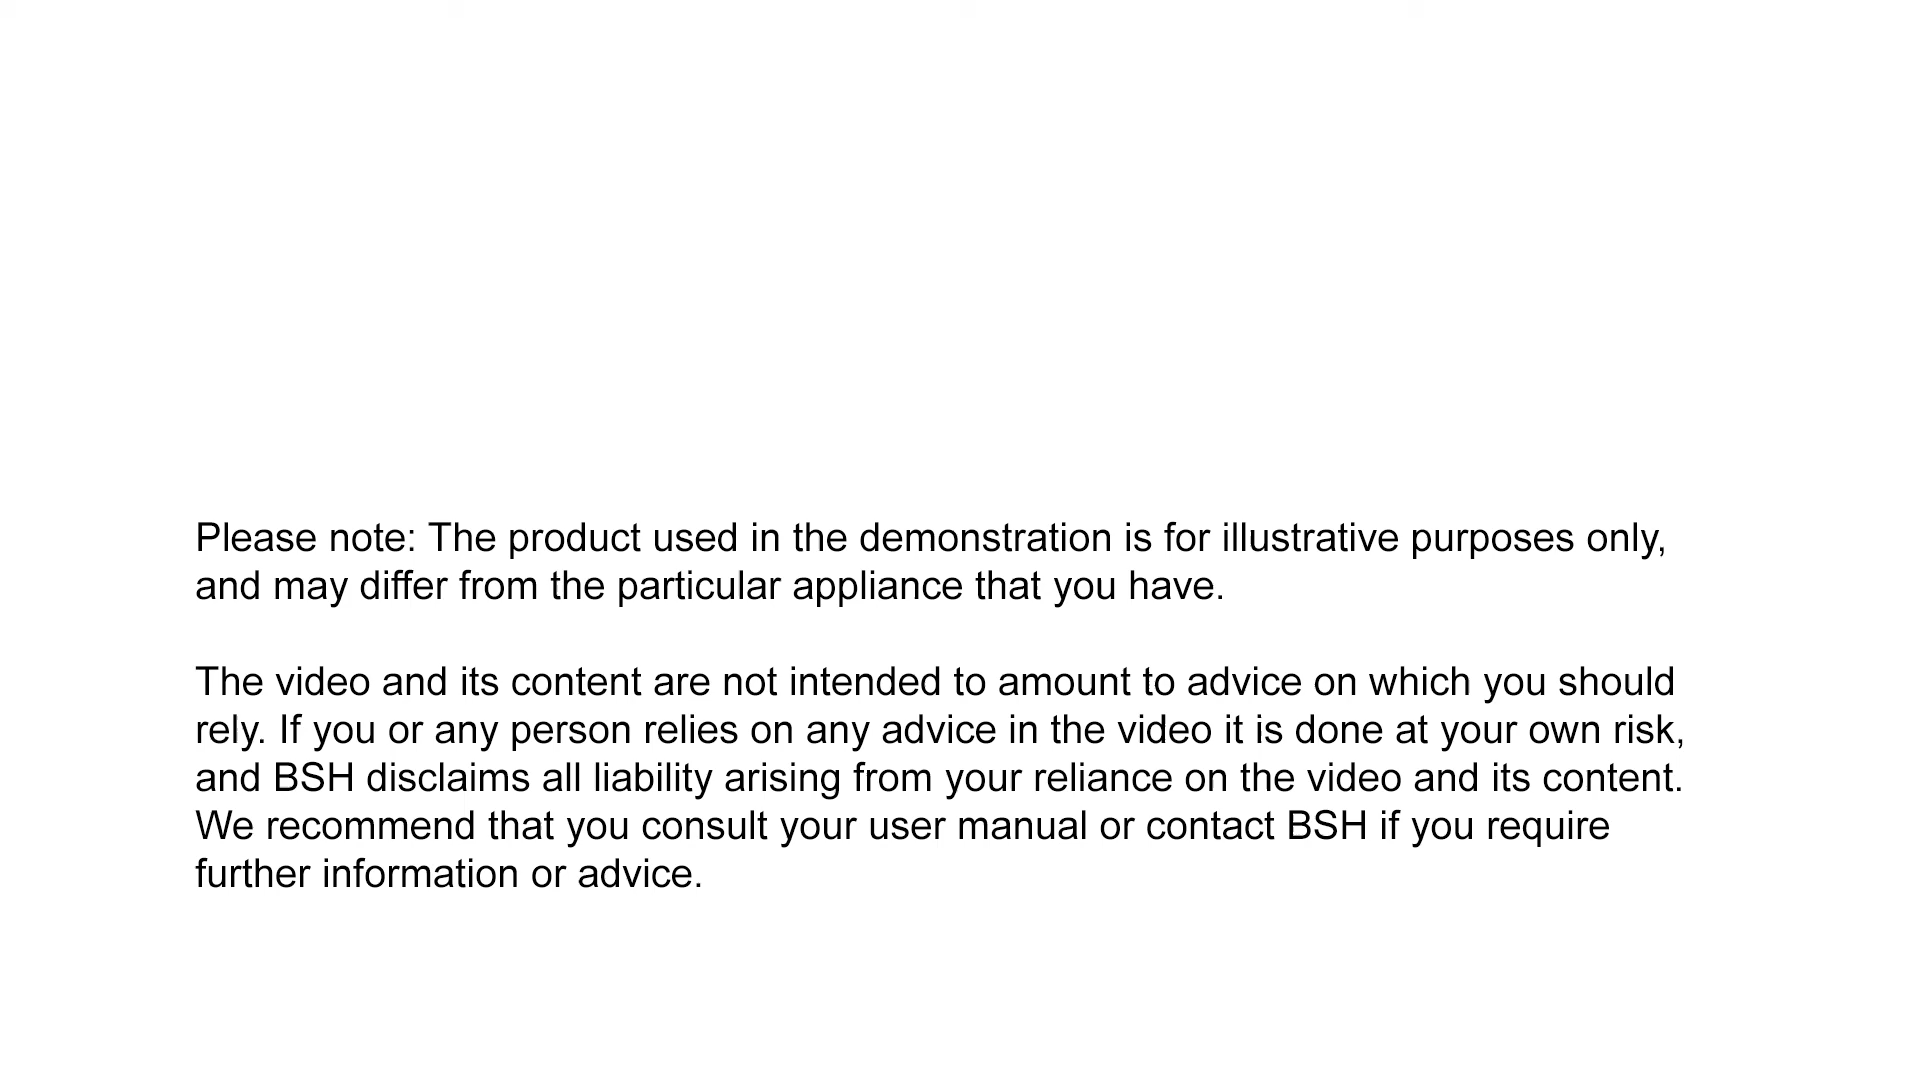 Please note: The product used in the demonstration is for illustrative purposes only,
and may differ from the particular appliance that you have.
The video and its content are not intended to amount to advice on which you should
rely. If you or any person relies on any advice in the video it is done at your own risk,
and BSH disclaims all liability arising from your reliance on the video and its content.
We recommend that you consult your user manual or contact BSH if you require
further information or advice.